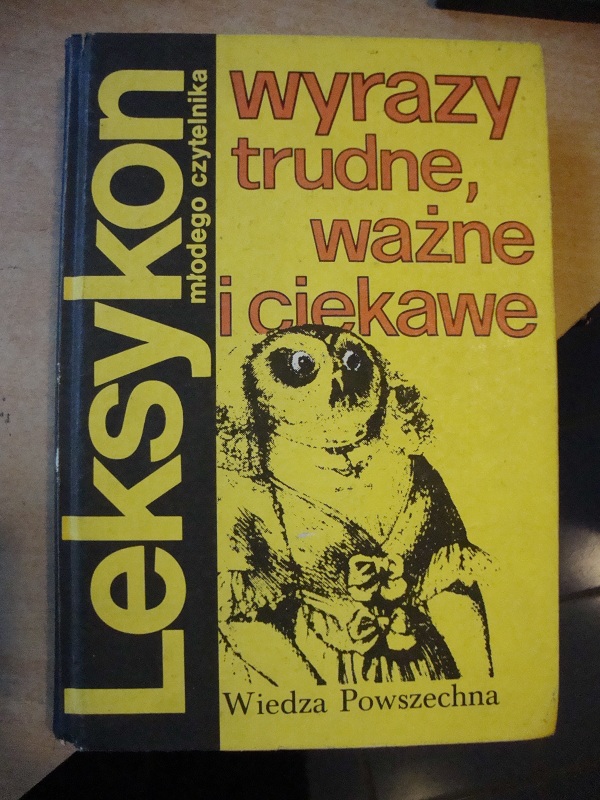 Leksykon
młodego czytelnika
wyrazy
trudne,
ważne
i ciekawe
Wiedza Powszechna